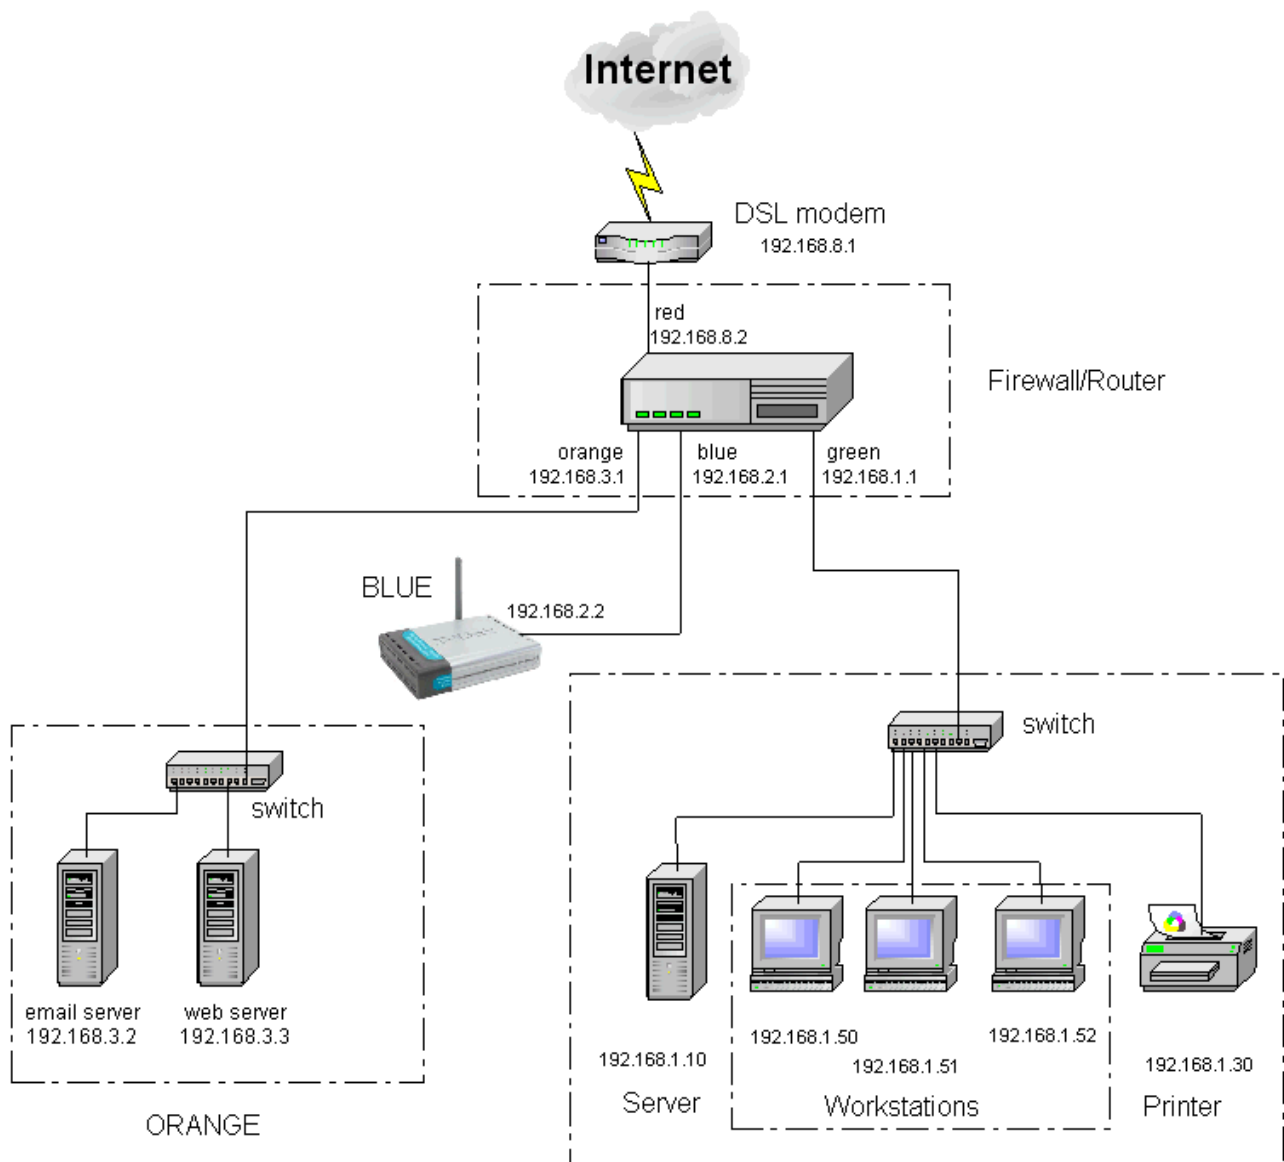 Internet
DSL modem
192.168.8.1
red
192.168.8.2
Firewall/Router
orange
192.168.3.1
blue
192.168.2.1
green
192.168.1.1
BLUE
192.168.2.2
switch
switch
email server
192.168.3.2
web server
192.168.3.3
ORANGE
192.168.1.10
Server
192.168.1.50
192.168.1.51
192.168.1.52
Workstations
192.168.1.30
Printer